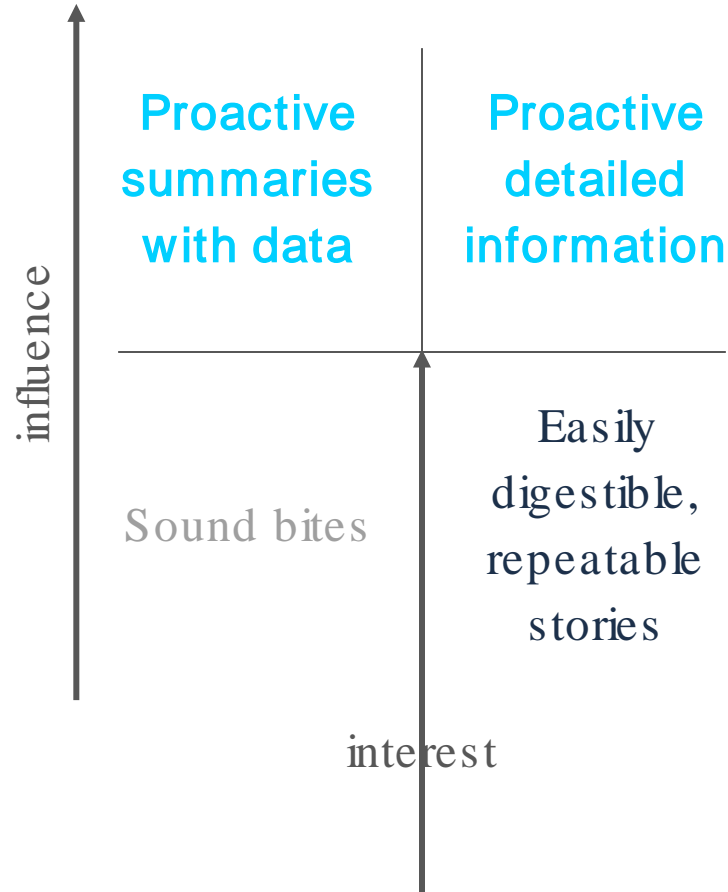 Proactive
summaries
with data
Proactive
detailed
information
influence
Sound bites
Easily
digestible,
repeatable
stories
interest